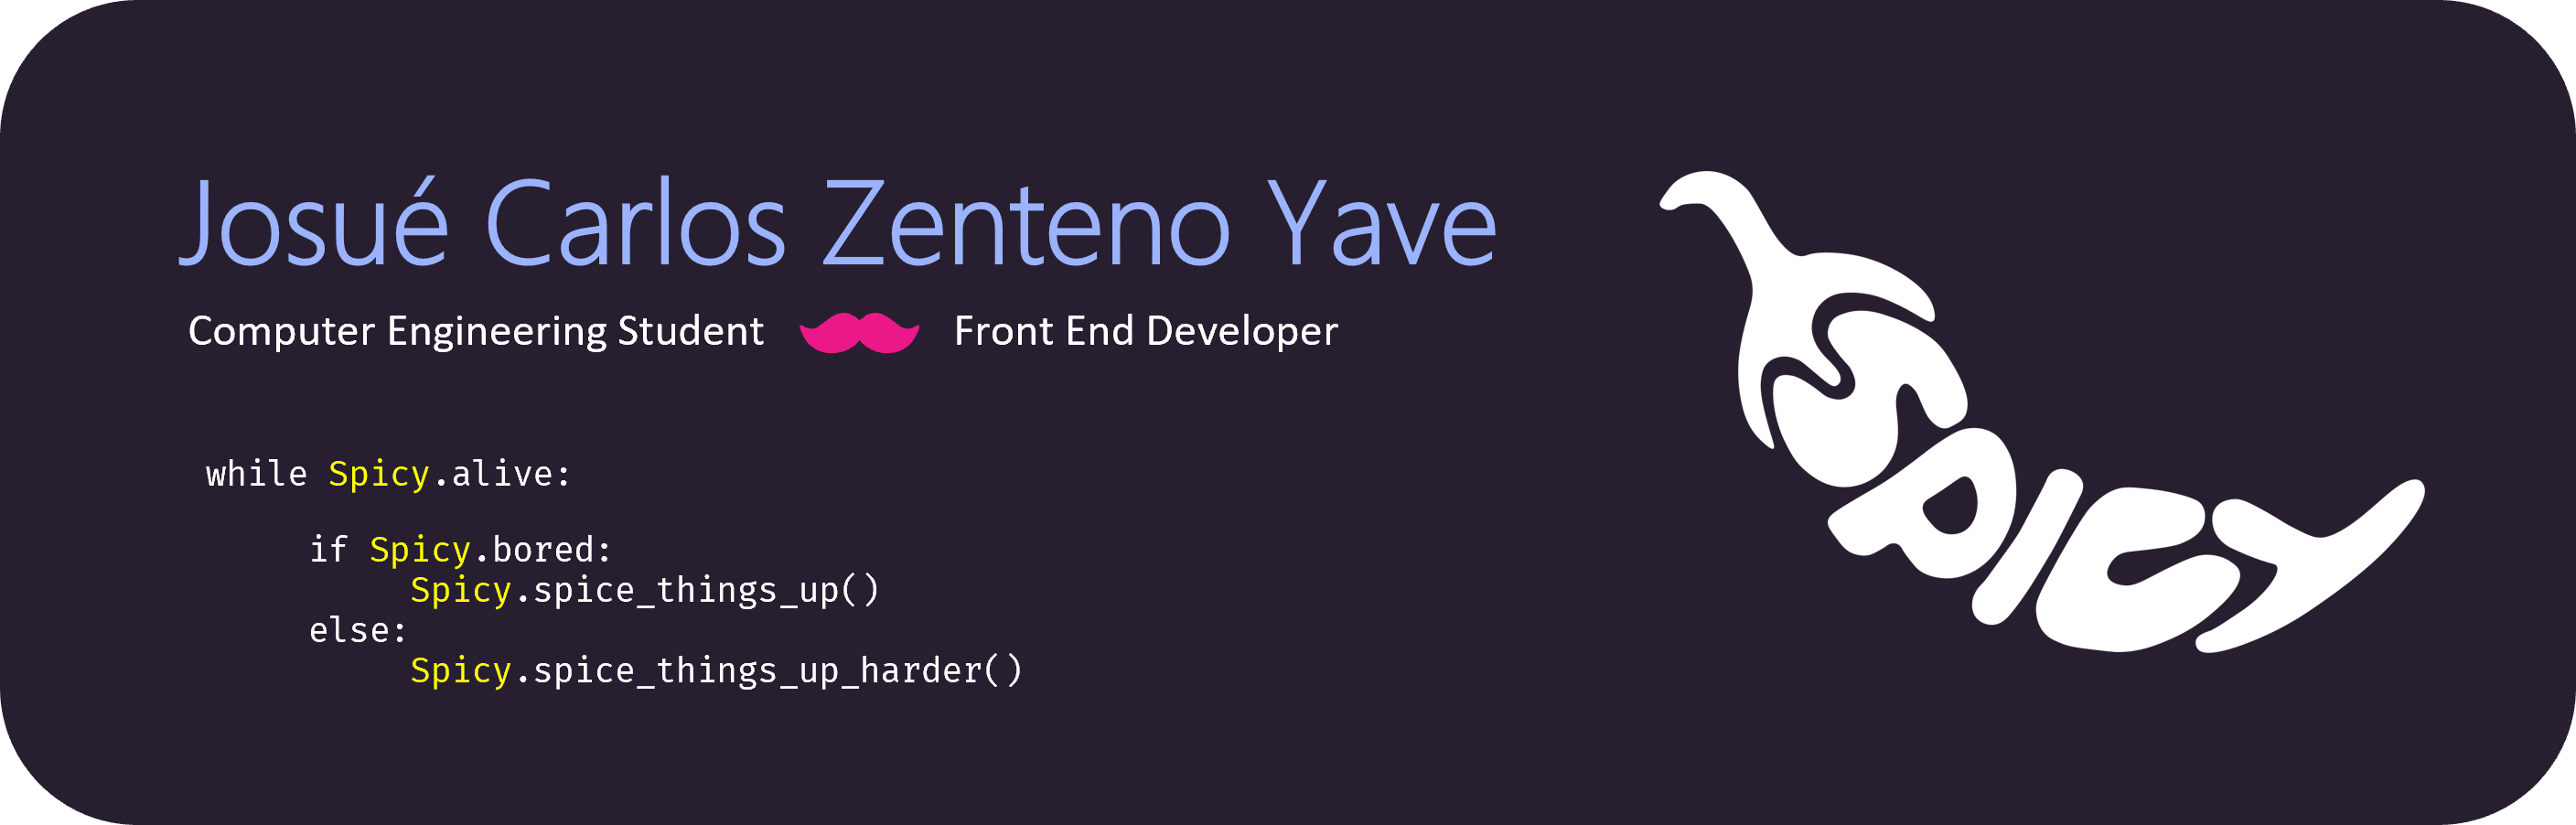 Josué Carlos Zenteno Yave
Computer Engineering Student Front End Developer
while Spicy.alive:
if Spicy.bored:
Spicy.spice_things_up()
else:
Spicy.spice_things_up_harder()
SPICY